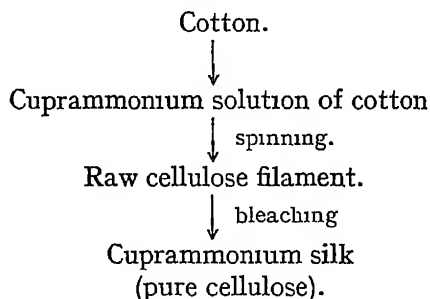 Cotton.
Cuprammonium solution of cotton
spinning.
Raw cellulose filament.
bleaching
Cuprammonium silk
(pure cellulose).